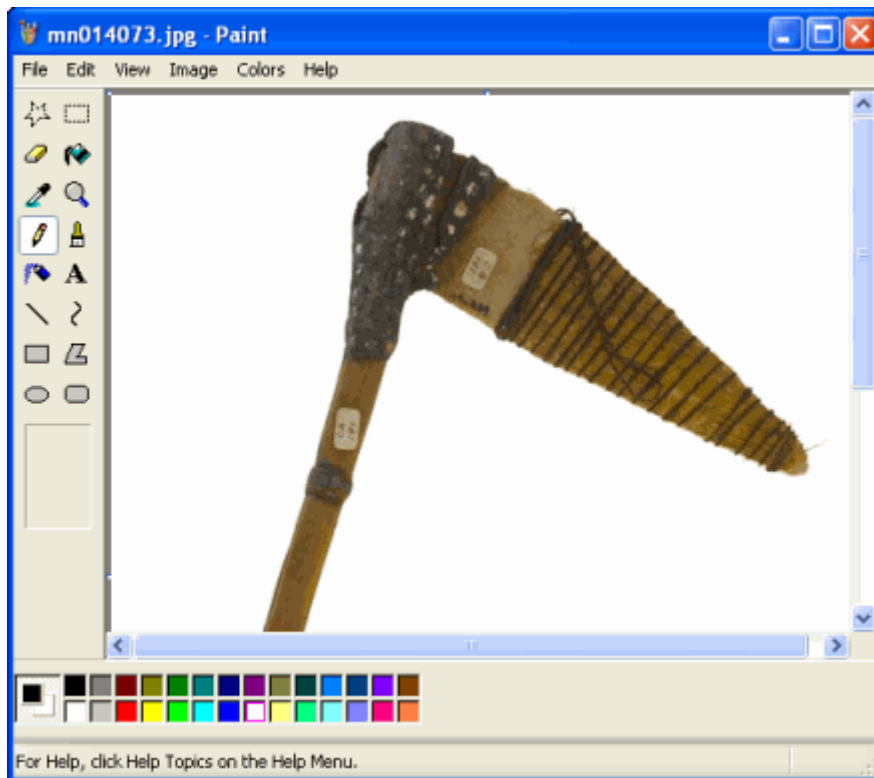 mn014073.jpg - Paint
File Edit View Image Colors Help
A
For Help, click Help Topics on the Help Menu.